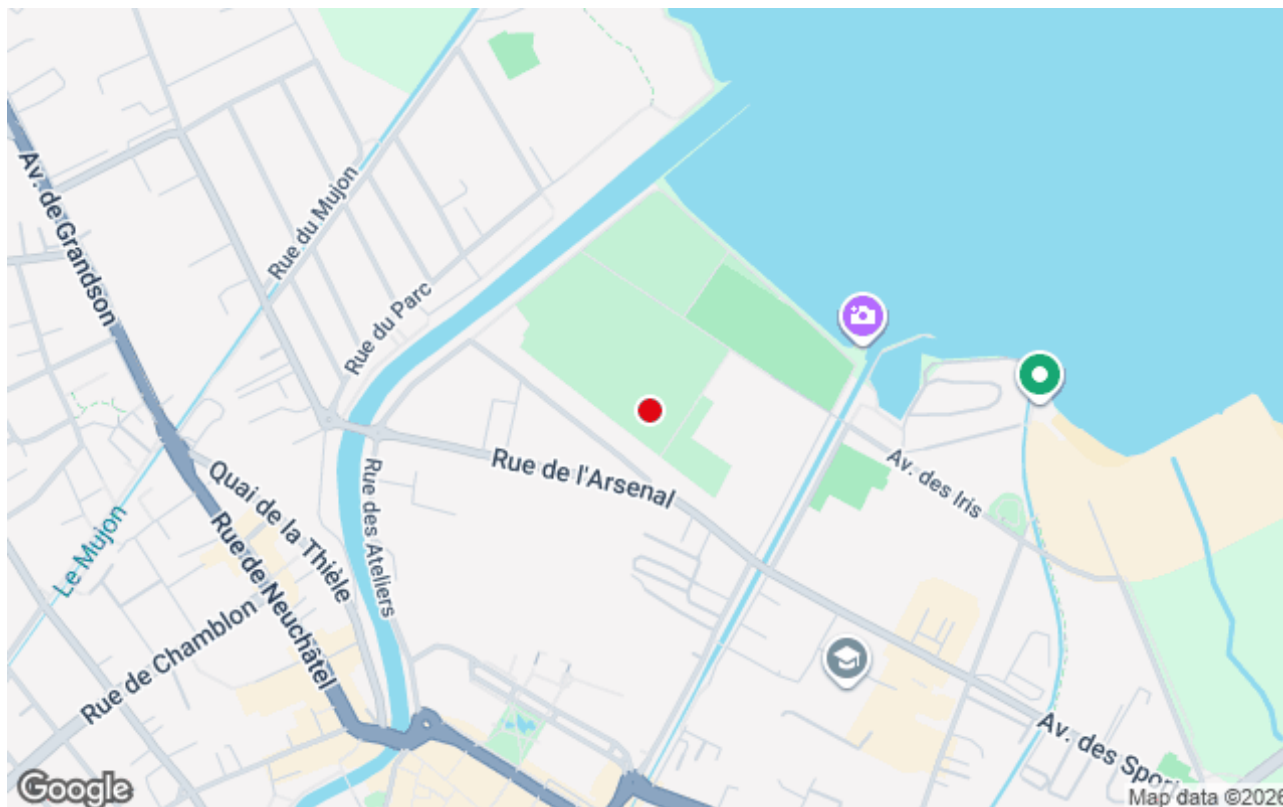 Av. de Grandson
Rue du Mujon
Rue du Parc
Rue de l'Arsenal
Av. des Iris
Quai de la Thièle
Rue des Ateliers
Le Mujon
Rue de Neuchâtel
Rue de Chamblon
Av. des Spor
Google
Map data ©2026